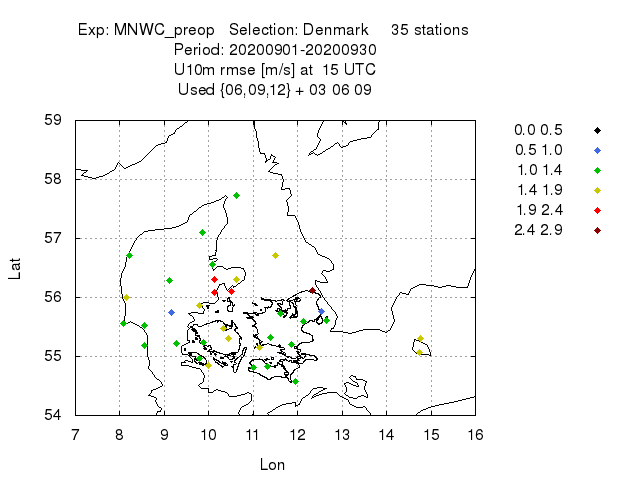 Exp: MNWC_preop   Selection: Denmark     35 stations
Period: 20200901-20200930
U10m rmse [m/s] at  15 UTC
Used {06,09,12} + 03 06 09
59
58
57
56
55
54
Lat
7 8 9 10 11 12 13 14 15 16
Lon
0.0 0.5
0.5 1.0
1.0 1.4
1.4 1.9
1.9 2.4
2.4 2.9